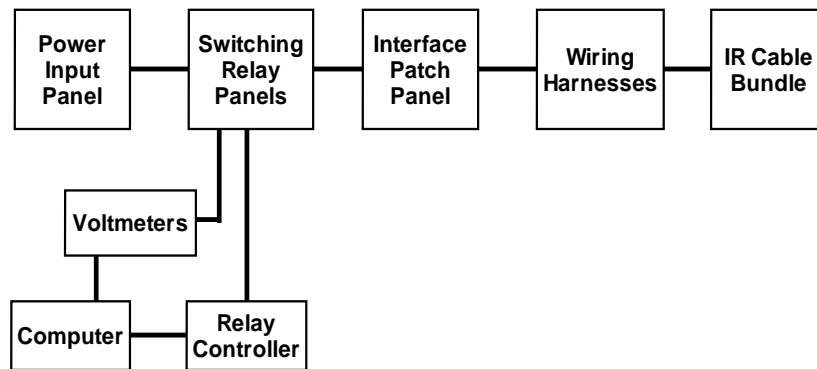 Power
Input
Panel
Switching
Relay
Panels
Interface
Patch
Panel
Wiring
Harnesses
IR Cable
Bundle
Voltmeters
Computer
Relay
Controller